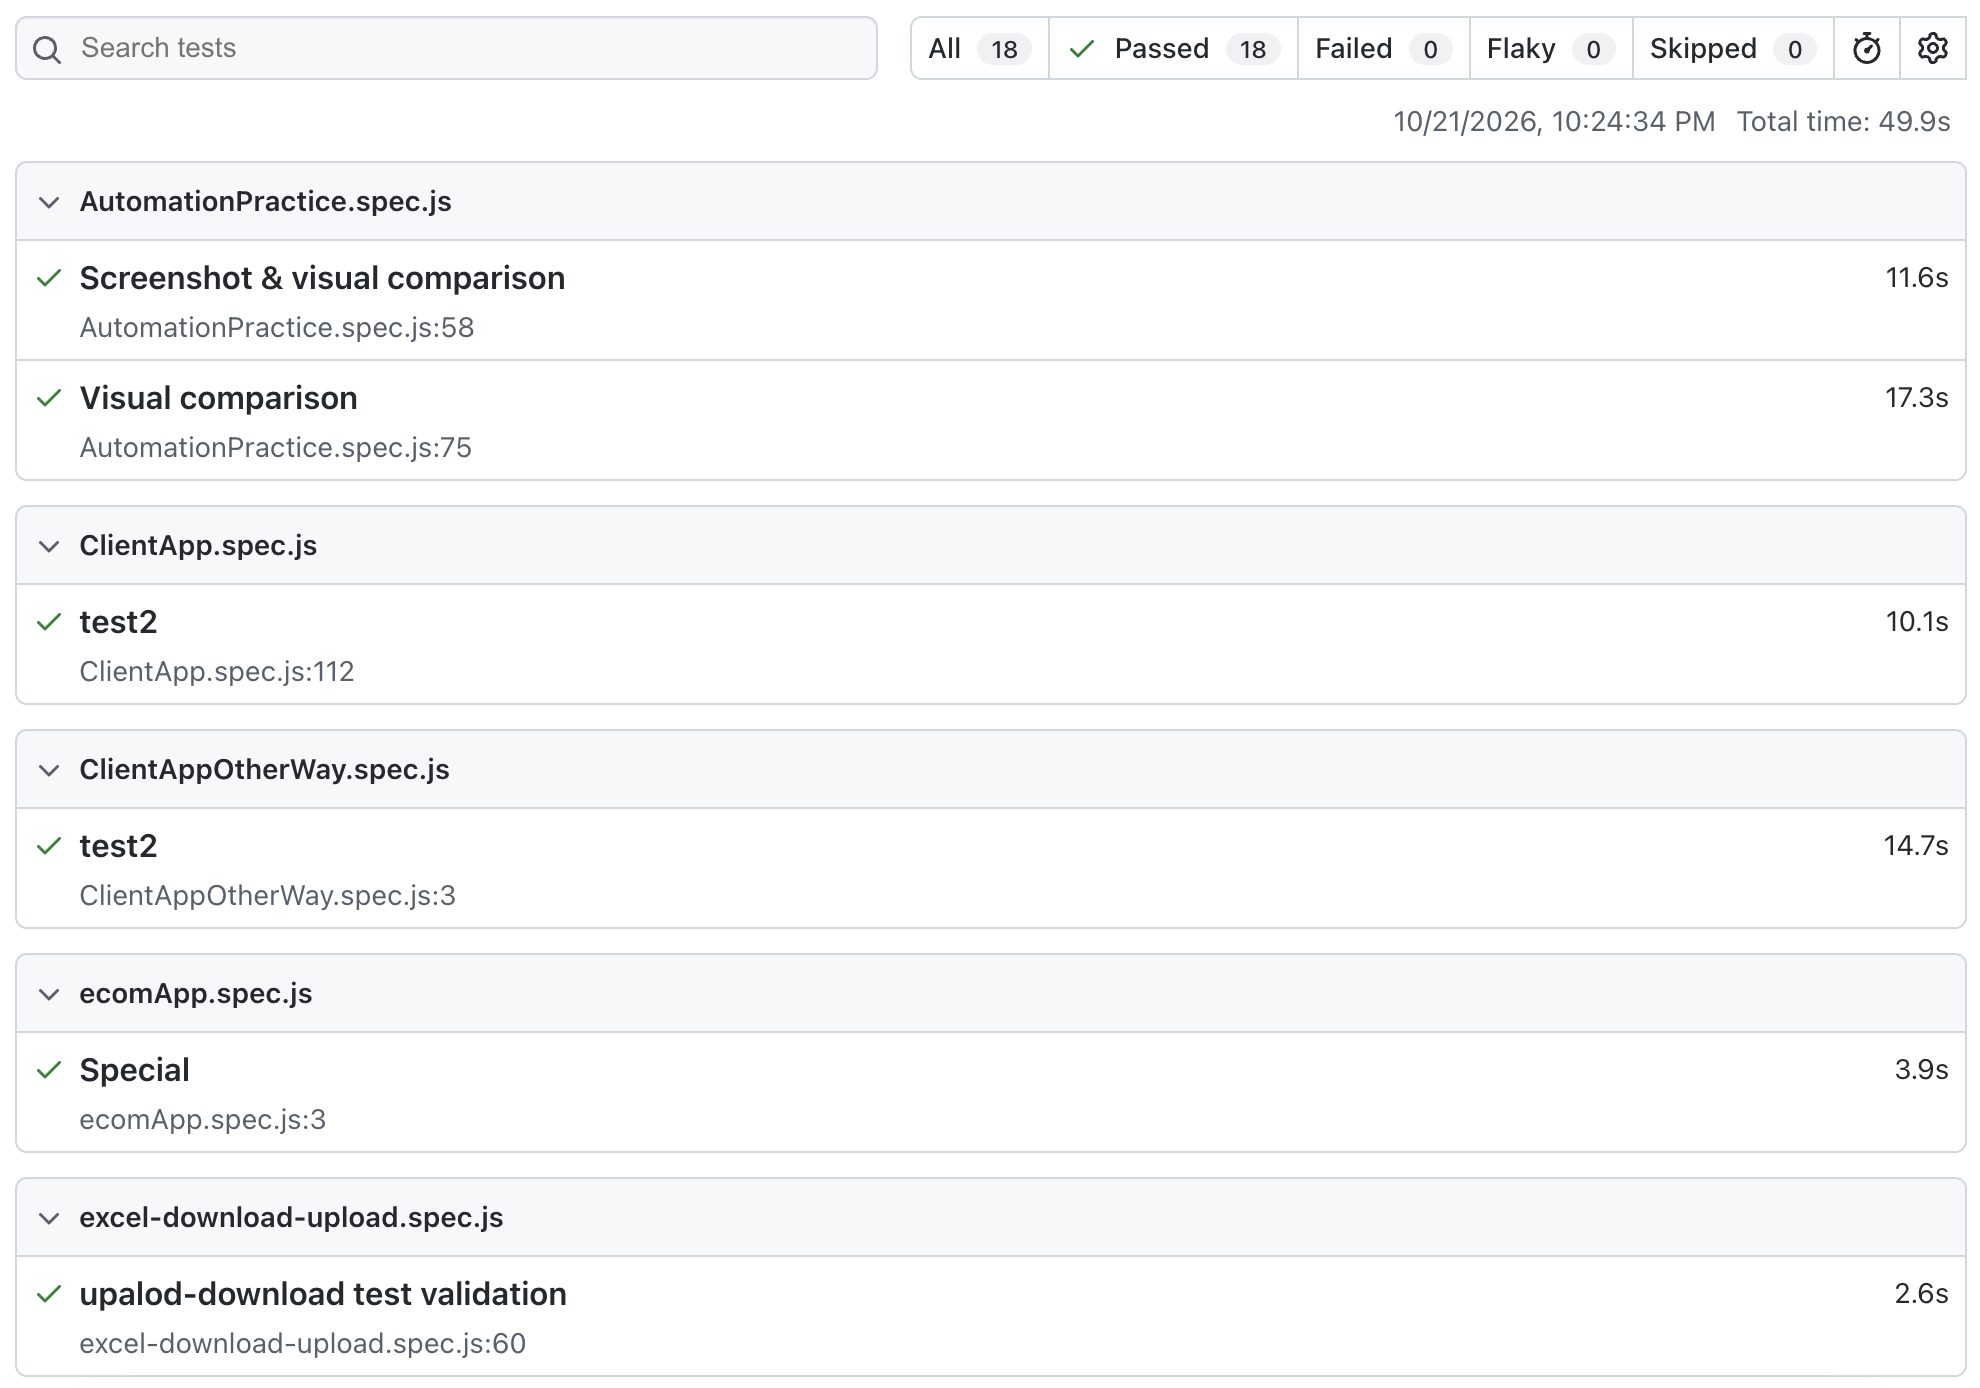 Search tests
All 18 Passed 18 Failed 0 Flaky 0 Skipped 0
10/21/2026, 10:24:34 PM Total time: 49.9s
AutomationPractice.spec.js
Screenshot & visual comparison 11.6s
AutomationPractice.spec.js:58
Visual comparison 17.3s
AutomationPractice.spec.js:75
ClientApp.spec.js
test2 10.1s
ClientApp.spec.js:112
ClientAppOtherWay.spec.js
test2 14.7s
ClientAppOtherWay.spec.js:3
ecomApp.spec.js
Special 3.9s
ecomApp.spec.js:3
excel-download-upload.spec.js
upalod-download test validation 2.6s
excel-download-upload.spec.js:60